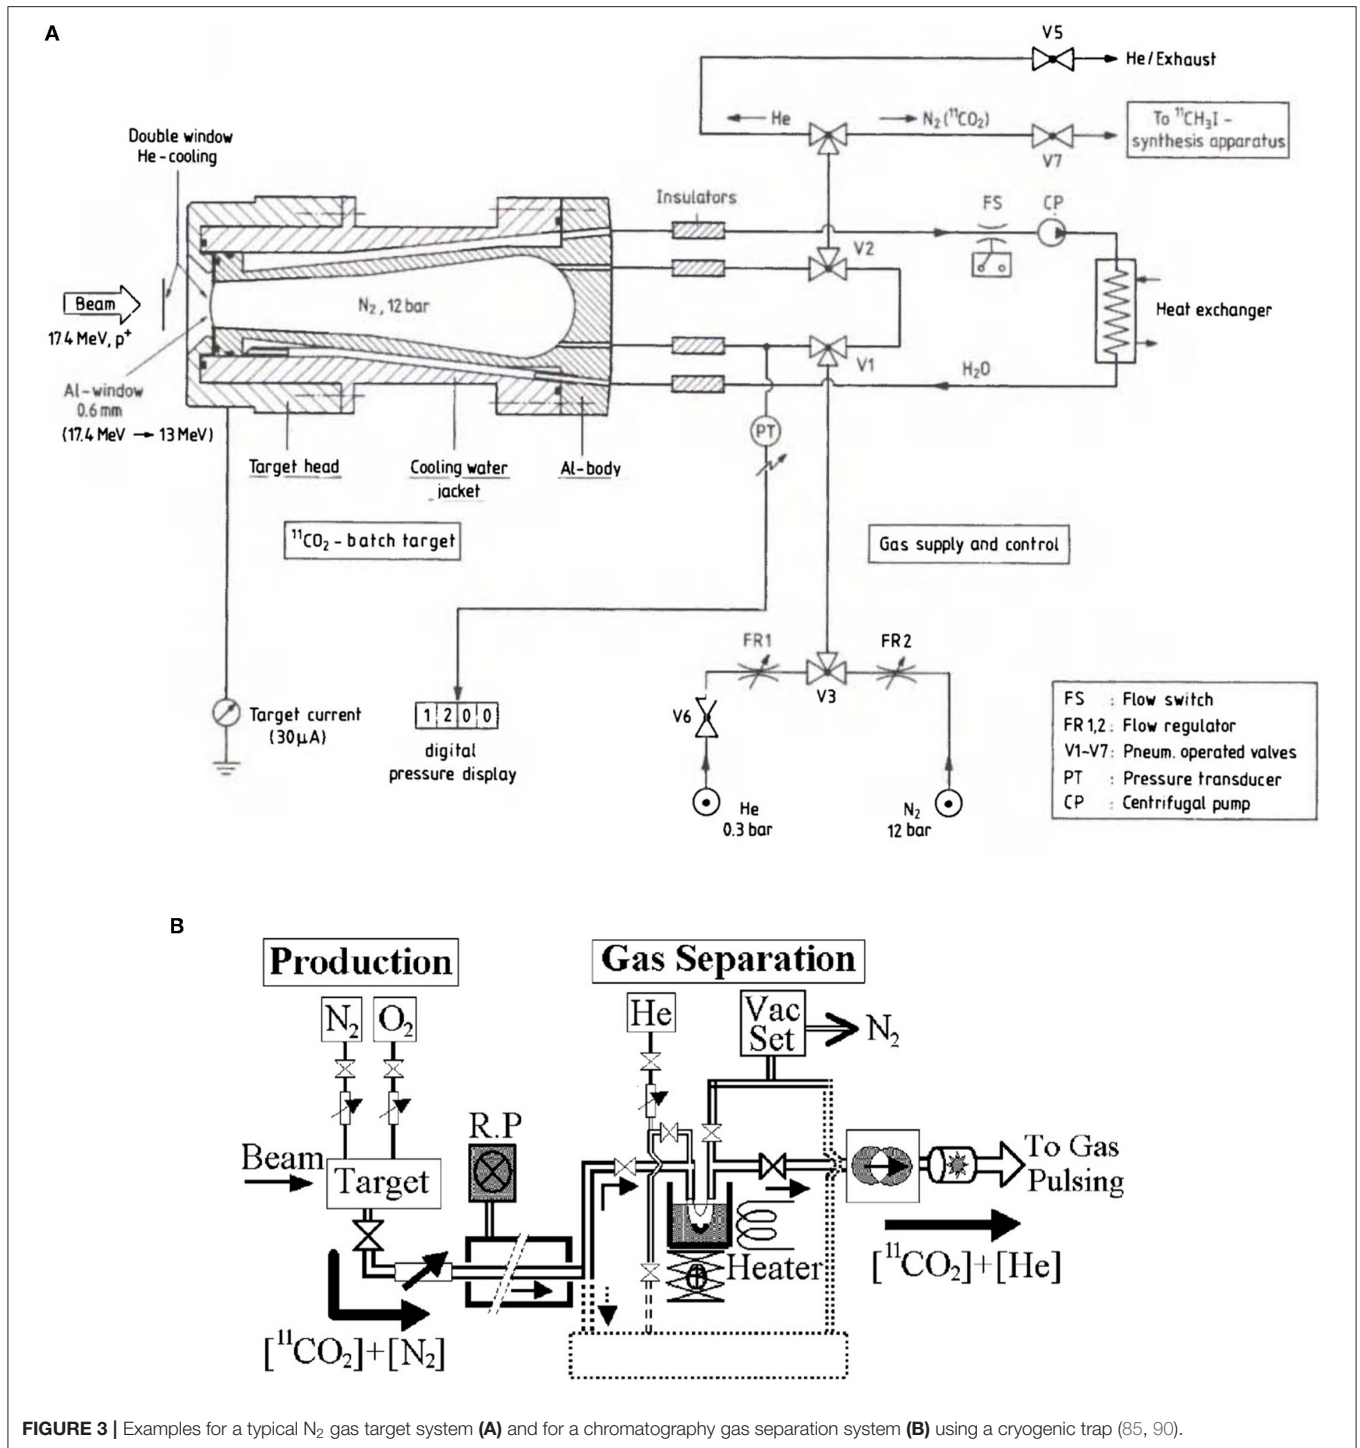 A
V5
He/Exhaust
He
N₂(¹¹CO₂)
V7
To ¹¹CH₃I –
synthesis apparatus
Double window
He-cooling
Insulators
FS
CP
V2
Beam
17.4 MeV, p⁺
N₂, 12 bar
Heat exchanger
V1
H₂O
Al-window
0.6 mm
(17.4 MeV → 13 MeV)
PT
Target head
Cooling water
jacket
Al-body
¹¹CO₂ – batch target
Gas supply and control
FR1
FR2
V3
V6
Target current
(30μA)
1200
digital
pressure display
He
0.3 bar
N₂
12 bar
FS : Flow switch
FR 1,2 : Flow regulator
V1-V7 : Pneum. operated valves
PT : Pressure transducer
CP : Centrifugal pump
B
Production
Gas Separation
N₂
O₂
He
Vac
Set
N₂
R.P
Beam
Target
To Gas
Pulsing
Heater
[¹¹CO₂]+[He]
[¹¹CO₂]+[N₂]
FIGURE 3 | Examples for a typical N₂ gas target system (A) and for a chromatography gas separation system (B) using a cryogenic trap (85, 90).